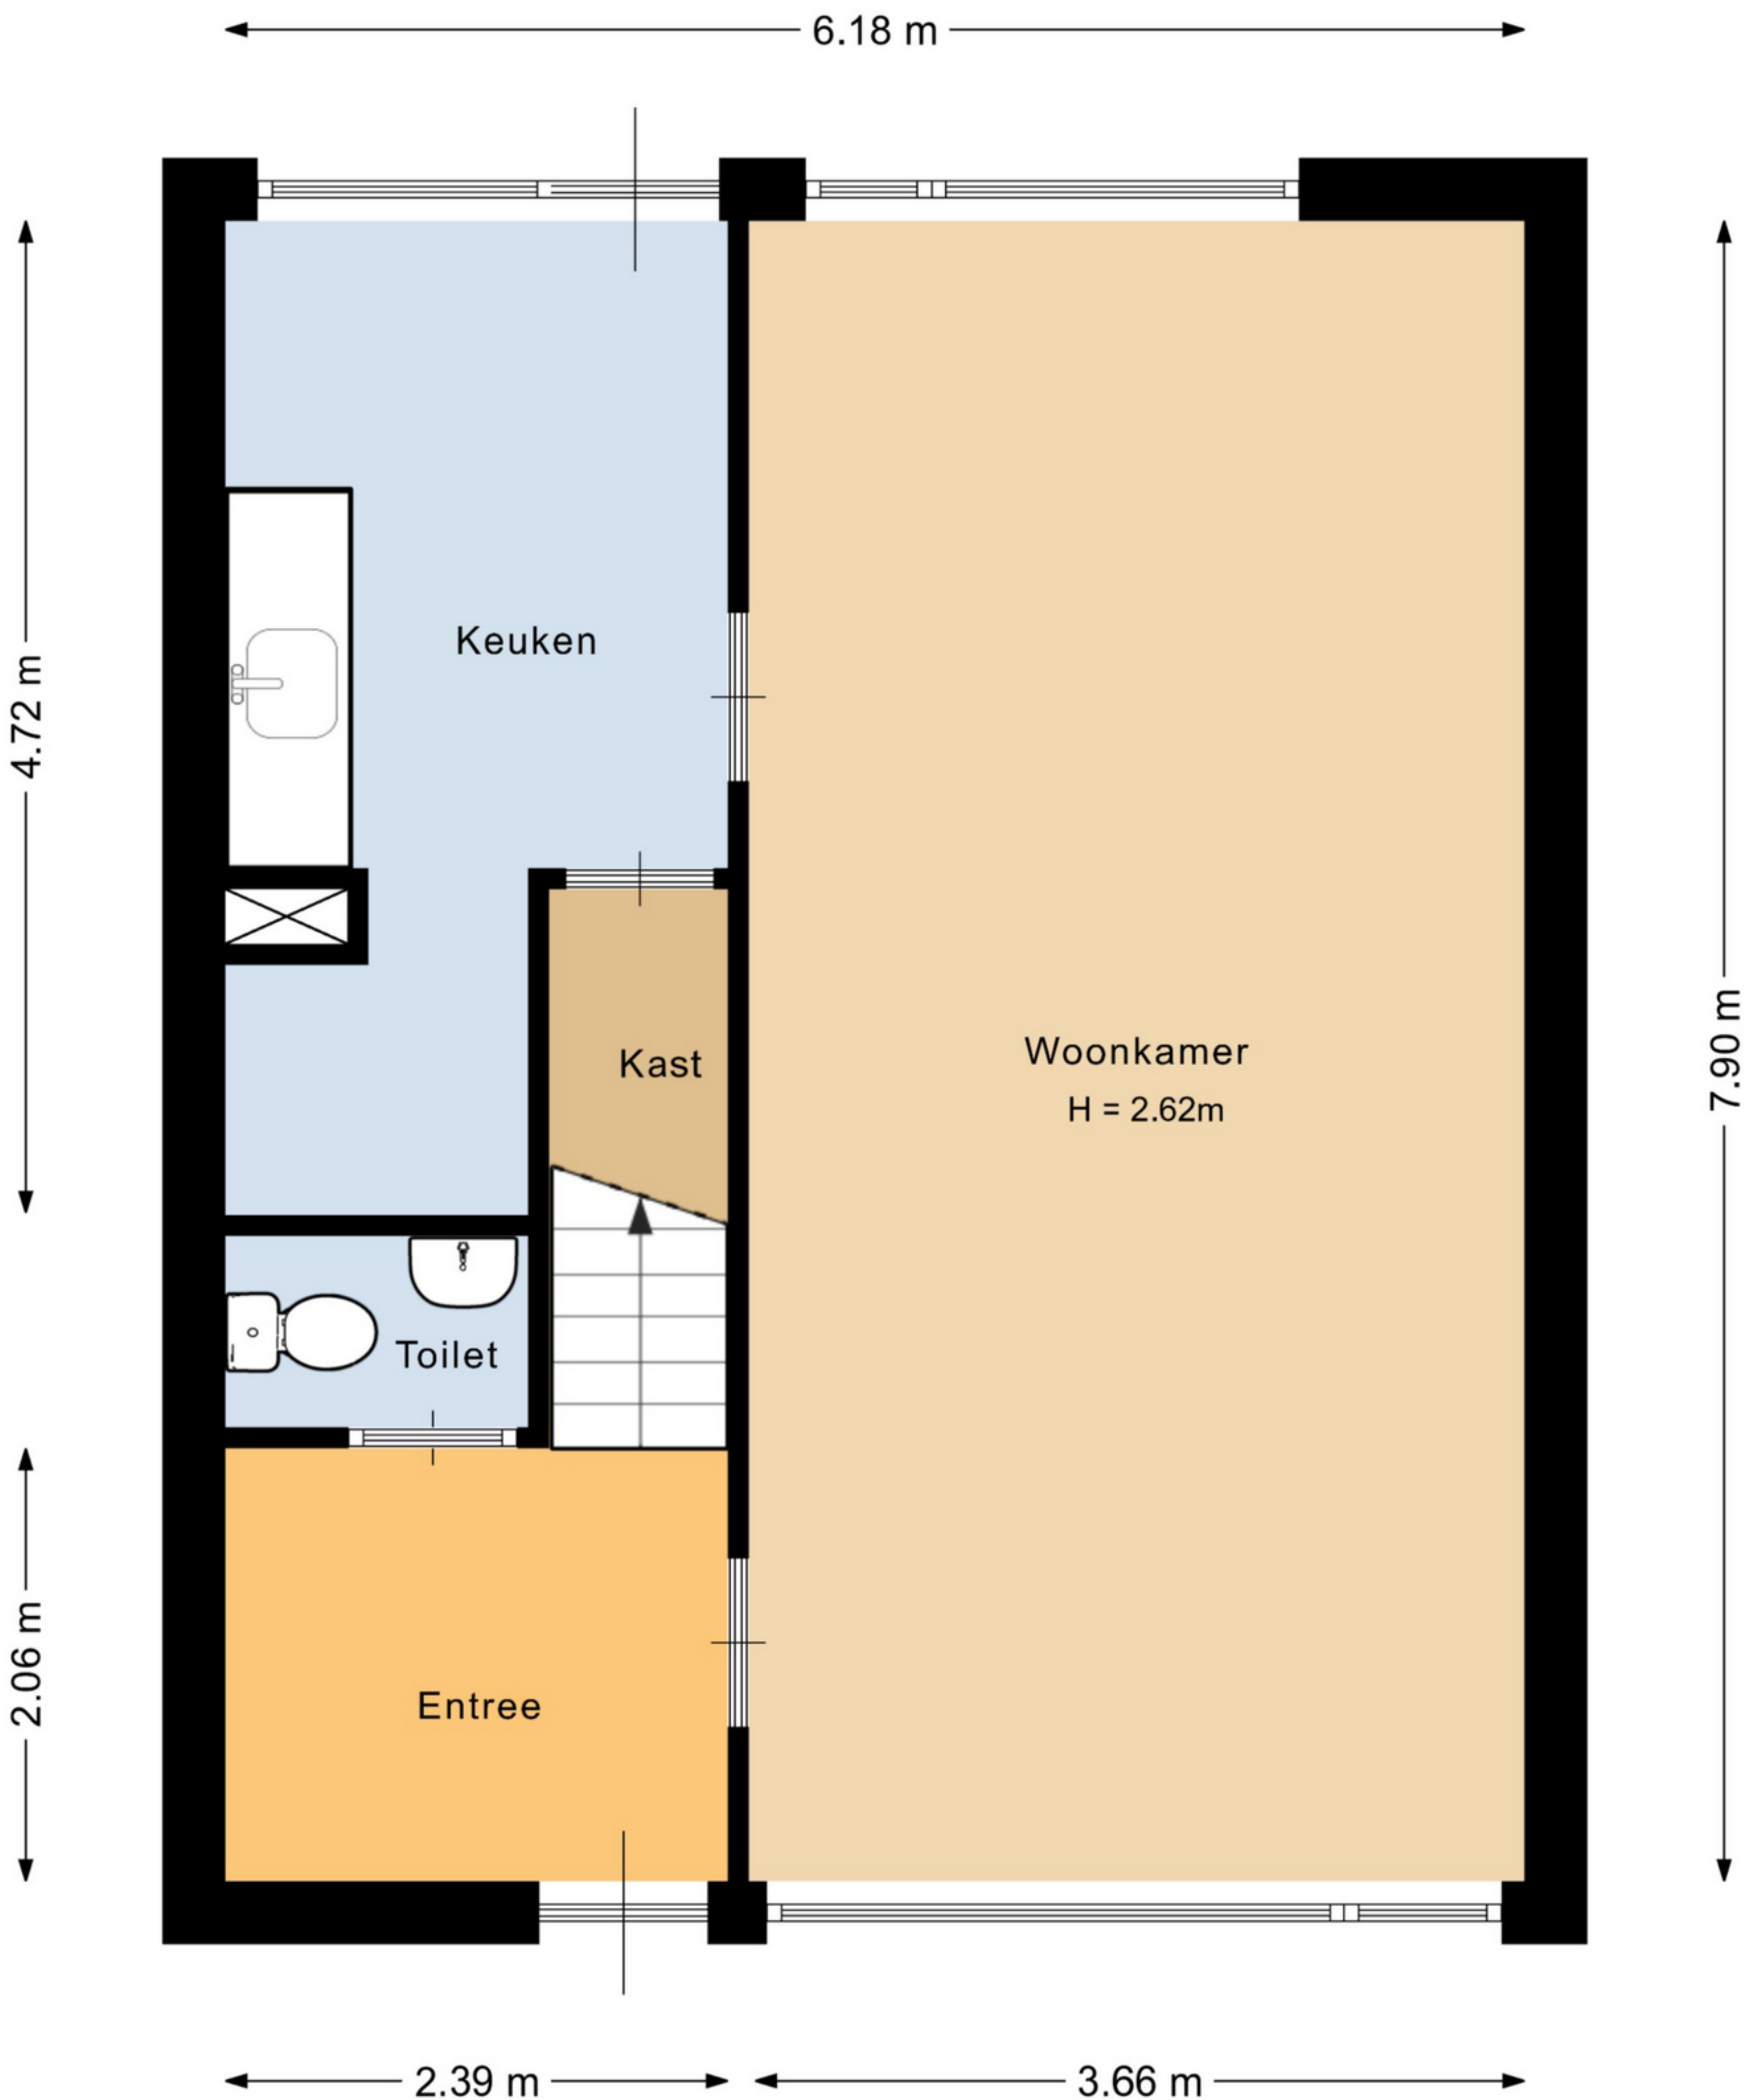 6.18 m
4.72 m
Keuken
Kast
Woonkamer
H = 2.62m
7.90 m
Toilet
2.06 m
Entree
2.39 m
3.66 m